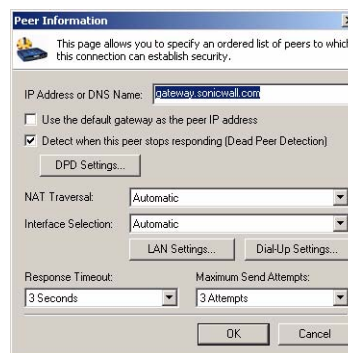 Peer Information
This page allows you to specify an ordered list of peers to which
this connection can establish security.
IP Address or DNS Name: gateway.sonicwall.com
Use the default gateway as the peer IP address
Detect when this peer stops responding (Dead Peer Detection)
DPD Settings...
NAT Traversal: Automatic
Interface Selection: Automatic
LAN Settings... Dial-Up Settings...
Response Timeout: Maximum Send Attempts:
3 Seconds 3 Attempts
OK Cancel